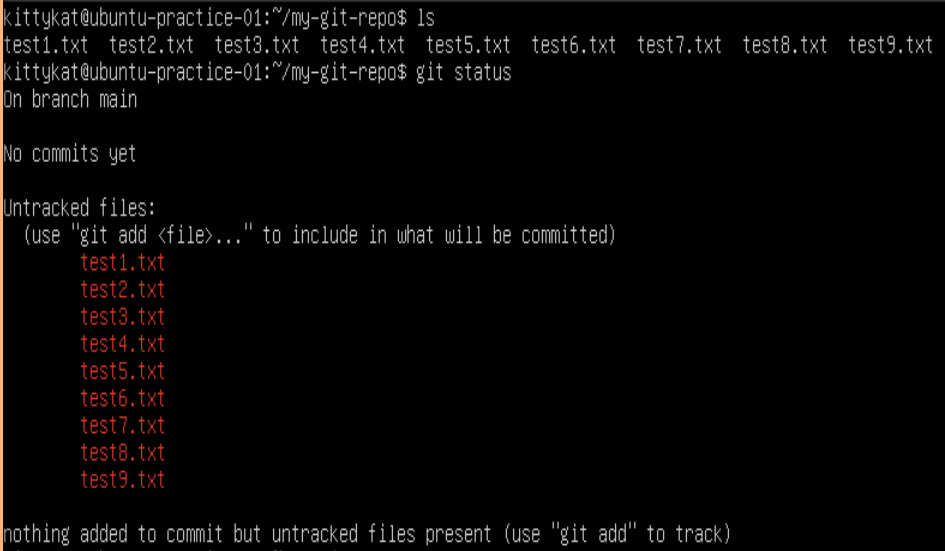 kittykat@ubuntu-practice-01:~/my-git-repo$ ls
test1.txt  test2.txt  test3.txt  test4.txt  test5.txt  test6.txt  test7.txt  test8.txt  test9.txt
kittykat@ubuntu-practice-01:~/my-git-repo$ git status
On branch main
No commits yet
Untracked files:
(use "git add <file>..." to include in what will be committed)
test1.txt
test2.txt
test3.txt
test4.txt
test5.txt
test6.txt
test7.txt
test8.txt
test9.txt
nothing added to commit but untracked files present (use "git add" to track)